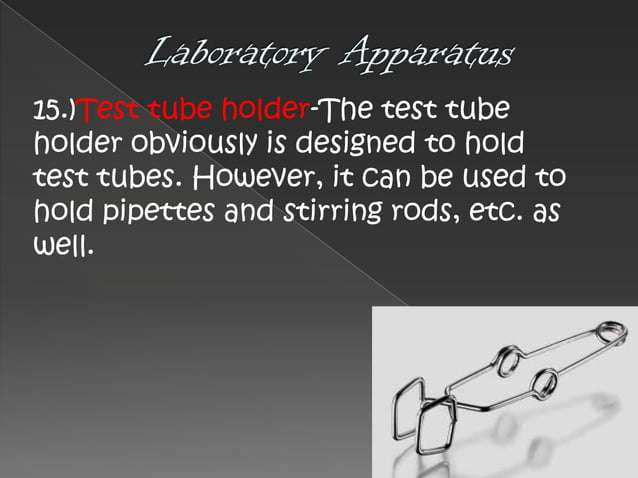 Laboratory Apparatus
15.)Test tube holder-The test tube
holder obviously is designed to hold
test tubes. However, it can be used to
hold pipettes and stirring rods, etc. as
well.